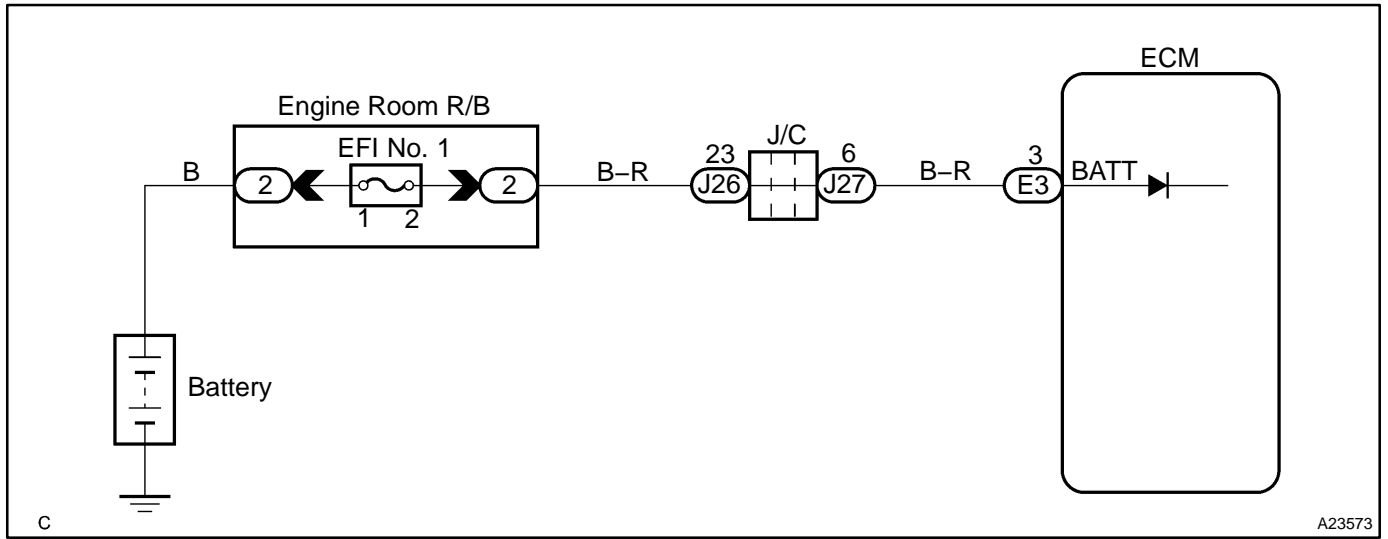 ECM
Engine Room R/B
EFI No. 1
J/C
B
2
2
B–R
23
J26
6
J27
B–R
3
E3
BATT
1 2
Battery
C
A23573